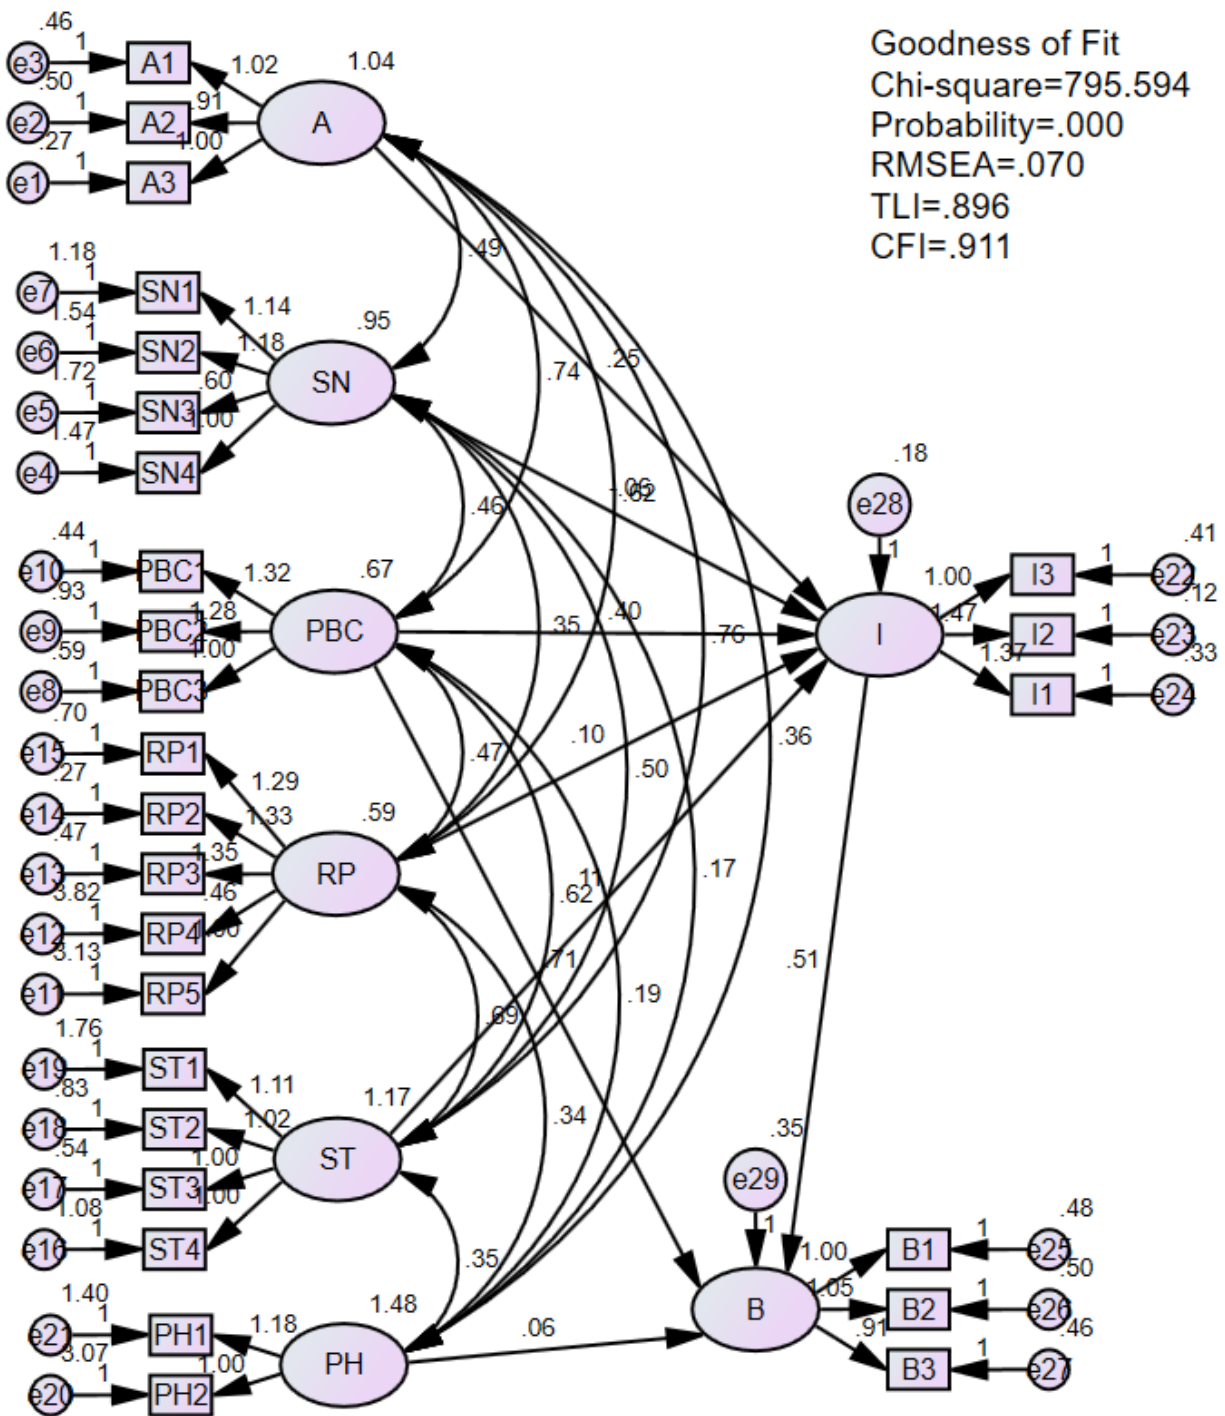 Goodness of Fit
Chi-square=795.594
Probability=.000
RMSEA=.070
TLI=.896
CFI=.911
.46
e3 1 A1 1.02 1.04
.50
e2 1 A2 .91 A
.27
e1 1 A3 1.00
.49
1.18
e7 1 SN1 1.14 .95
1.54
e6 1 SN2 1.18 SN
1.72
e5 1 SN3 .60
1.47
e4 1 SN4 1.00
.74 .25
.46 -.06 .62
.18
e28
1
.44
e10 1 PBC1 1.32 .67
.93
e9 1 1.28 PBC
.59
e8 1 PBC3 1.00
.35 .40 .76
I
1.00 I3 1 e22 .41
1.47 I2 1 e23 .12
1.37 I1 1 e24 .33
.70
e15 1 RP1 1.29 .59
.27
e14 1 RP2 1.33
.47
e13 1 RP3 1.35 RP
3.82
e12 1 RP4 .46
3.13
e11 1 RP5
.47 .10 .50 .36
.62 .11 .17
.71 .19 .51
.69
1.76
e19 1 ST1 1.11 1.17
.83
e18 1 ST2 1.02 ST
.54
e17 1 ST3 1.00
1.08
e16 1 ST4 1.00
.34 .35
e29
1
.35
1.40
e21 1 PH1 1.18 1.48
3.07
e20 1 PH2 1.00 PH
.06
B
1.00 B1 1 e25 .48
1.05 B2 1 e26 .50
.91 B3 1 e27 .46